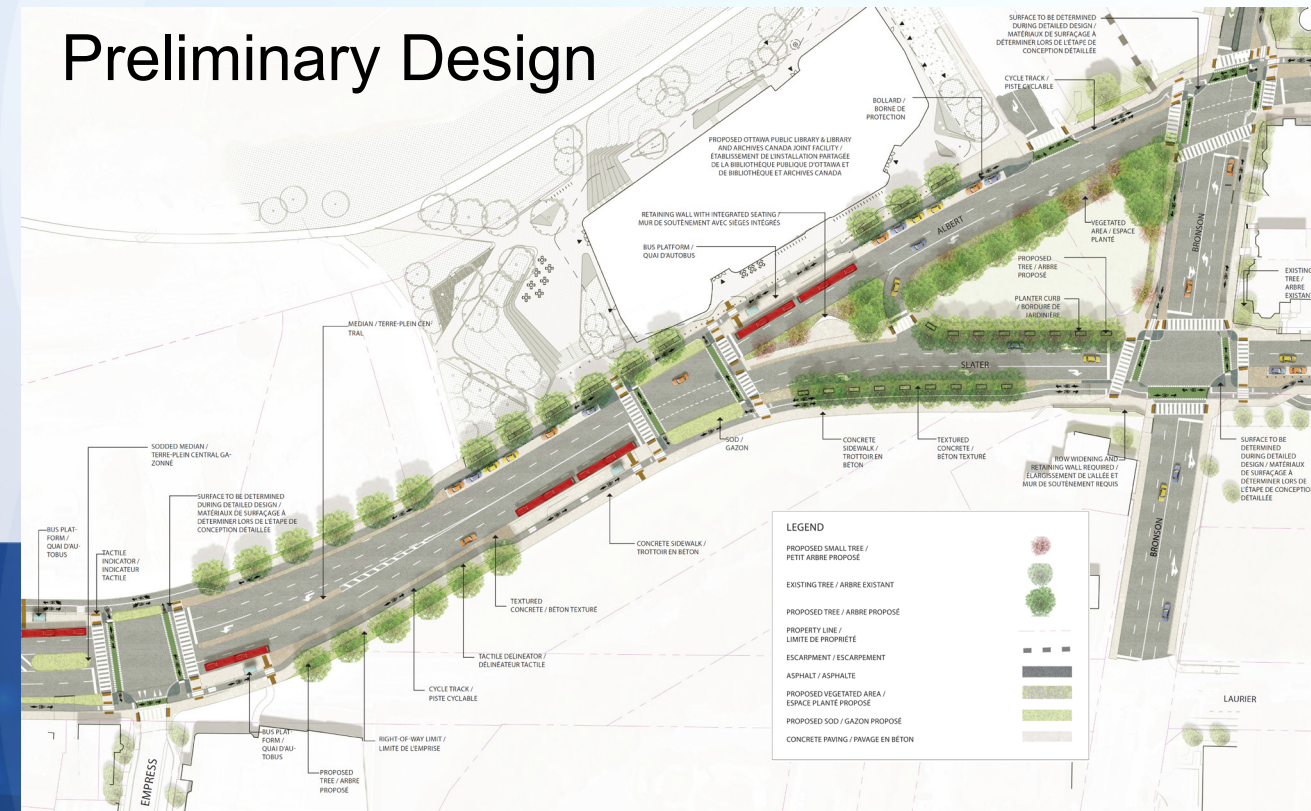 Preliminary Design
SURFACE TO BE DETERMINED
DURING DETAILED DESIGN /
MATÉRIAUX DE SURFAÇAGE À
DÉTERMINER LORS DE L'ÉTAPE DE
CONCEPTION DÉTAILLÉE
CYCLE TRACK /
PISTE CYCLABLE
BOLLARD /
BORNE DE
PROTECTION
PROPOSED OTTAWA PUBLIC LIBRARY & LIBRARY
AND ARCHIVES CANADA JOINT FACILITY /
ÉTABLISSEMENT DE L'INSTALLATION PARTAGÉE
DE LA BIBLIOTHÈQUE PUBLIQUE D'OTTAWA ET
DE BIBLIOTHÈQUE ET ARCHIVES CANADA
RETAINING WALL WITH INTEGRATED SEATING /
MUR DE SOUTÈNEMENT AVEC SIÈGES INTÉGRÉS
BUS PLATFORM /
QUAI D'AUTOBUS
ALBERT
VEGETATED
AREA / ESPACE
PLANTÉ
BRONSON
PROPOSED
TREE / ARBRE
PROPOSÉ
EXISTING
TREE /
ARBRE
EXISTANT
PLANTER CURB
/ BORDURE DE
JARDINIÈRE
MEDIAN / TERRE-PLEIN CEN-
TRAL
SLATER
SODDED MEDIAN /
TERRE-PLEIN CENTRAL GA-
ZONNÉ
SOD /
GAZON
CONCRETE
SIDEWALK /
TROTTOIR EN
BÉTON
TEXTURED
CONCRETE /
BÉTON TEXTURÉ
ROW WIDENING AND
RETAINING WALL REQUIRED /
ÉLARGISSEMENT DE L'ALLÉE ET
MUR DE SOUTÈNEMENT REQUIS
SURFACE TO BE
DETERMINED
DURING DETAILED
DESIGN / MATÉRIAUX
DE SURFAÇAGE À
DÉTERMINER LORS DE
L'ÉTAPE DE CONCEPTION
DÉTAILLÉE
SURFACE TO BE DETERMINED
DURING DETAILED DESIGN /
MATÉRIAUX DE SURFAÇAGE À
DÉTERMINER LORS DE L'ÉTAPE DE
CONCEPTION DÉTAILLÉE
BUS PLAT-
FORM /
QUAI D'AU-
TOBUS
TACTILE
INDICATOR /
INDICATEUR
TACTILE
CONCRETE SIDEWALK /
TROTTOIR EN BÉTON
TEXTURED
CONCRETE / BÉTON TEXTURÉ
TACTILE DELINEATOR /
DÉLINÉATEUR TACTILE
CYCLE TRACK /
PISTE CYCLABLE
RIGHT-OF-WAY LIMIT /
LIMITE DE L'EMPRISE
BUS PLAT-
FORM /
QUAI D'AU-
TOBUS
PROPOSED
TREE / ARBRE
PROPOSÉ
EMPRESS
BRONSON
LAURIER
LEGEND
PROPOSED SMALL TREE /
PETIT ARBRE PROPOSÉ
EXISTING TREE / ARBRE EXISTANT
PROPOSED TREE / ARBRE PROPOSÉ
PROPERTY LINE /
LIMITE DE PROPRIÉTÉ
ESCARPMENT / ESCARPEMENT
ASPHALT / ASPHALTE
PROPOSED VEGETATED AREA /
ESPACE PLANTÉ PROPOSÉ
PROPOSED SOD / GAZON PROPOSÉ
CONCRETE PAVING / PAVAGE EN BÉTON